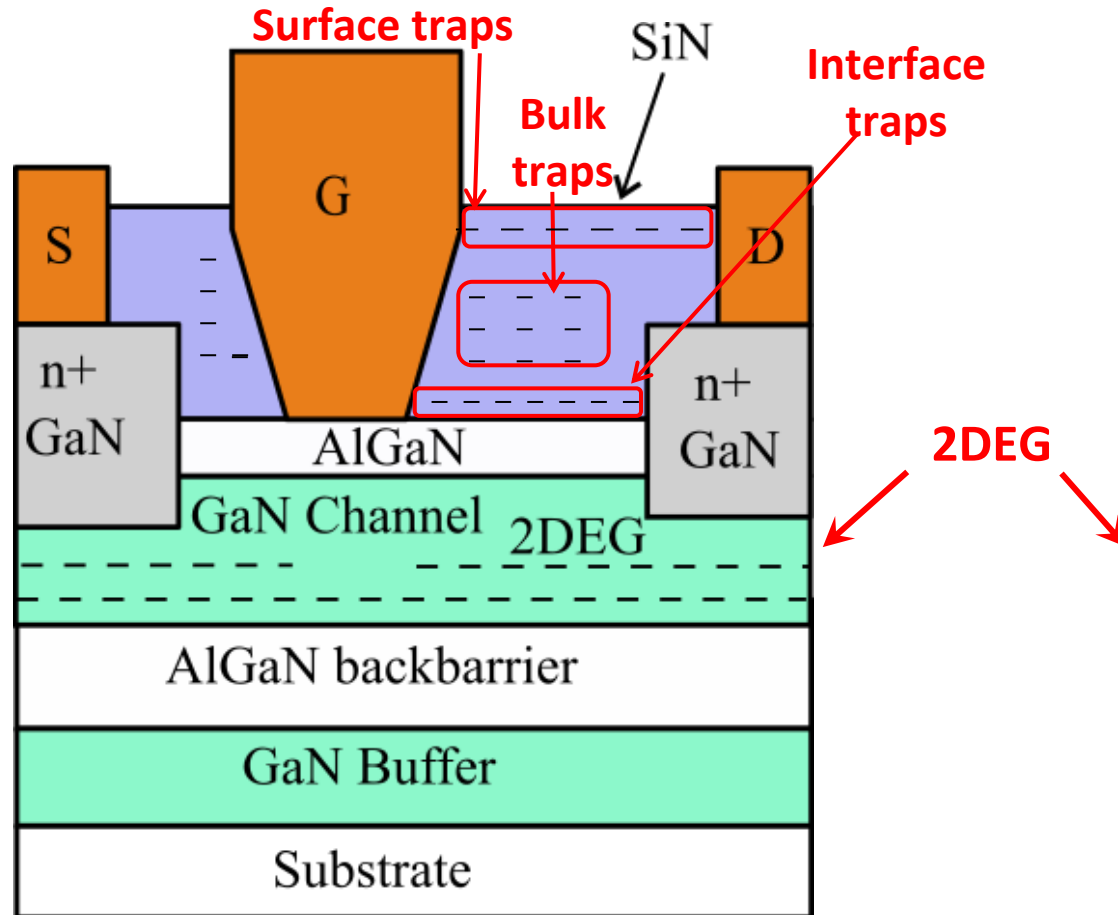 Surface traps
SiN
Interface
traps
Bulk
traps
G
S
D
n+
GaN
n+
GaN
AlGaN
2DEG
GaN Channel
2DEG
AlGaN backbarrier
GaN Buffer
Substrate